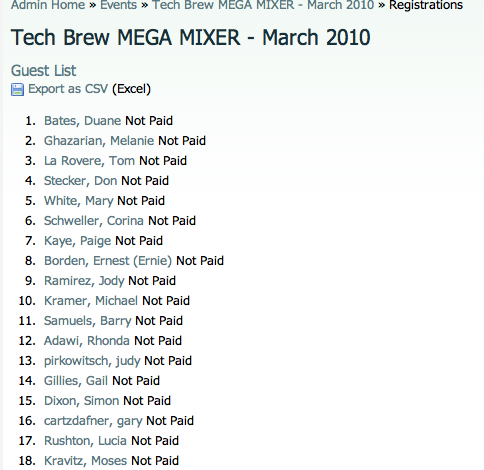 Admin Home » Events » Tech Brew MEGA MIXER - March 2010 » Registrations
Tech Brew MEGA MIXER - March 2010
Guest List
Export as CSV (Excel)
1. Bates, Duane Not Paid
2. Ghazarian, Melanie Not Paid
3. La Rovere, Tom Not Paid
4. Stecker, Don Not Paid
5. White, Mary Not Paid
6. Schweller, Corina Not Paid
7. Kaye, Paige Not Paid
8. Borden, Ernest (Ernie) Not Paid
9. Ramirez, Jody Not Paid
10. Kramer, Michael Not Paid
11. Samuels, Barry Not Paid
12. Adawi, Rhonda Not Paid
13. pirkowitsch, judy Not Paid
14. Gillies, Gail Not Paid
15. Dixon, Simon Not Paid
16. cartzdafner, gary Not Paid
17. Rushton, Lucia Not Paid
18. Kravitz, Moses Not Paid